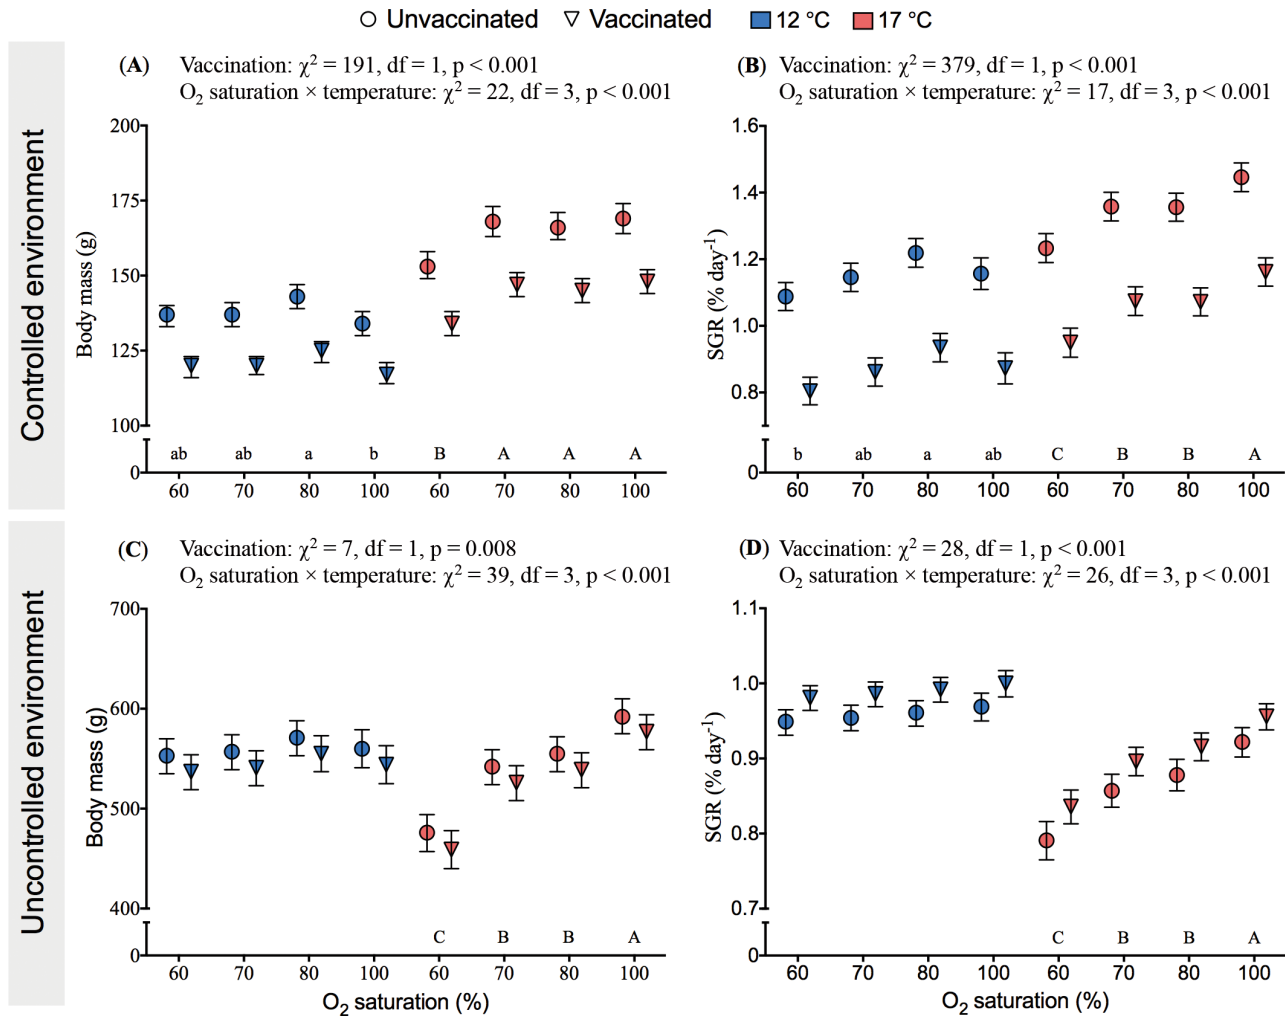 Unvaccinated Vaccinated 12 °C 17 °C
Controlled environment
(A) Vaccination: χ² = 191, df = 1, p < 0.001
O₂ saturation × temperature: χ² = 22, df = 3, p < 0.001
Body mass (g)
200
175
150
125
100
0
ab ab a b B A A A
60 70 80 100 60 70 80 100
(B) Vaccination: χ² = 379, df = 1, p < 0.001
O₂ saturation × temperature: χ² = 17, df = 3, p < 0.001
SGR (% day⁻¹)
1.6
1.4
1.2
1.0
0.8
0
b ab a ab C B B A
60 70 80 100 60 70 80 100
Uncontrolled environment
(C) Vaccination: χ² = 7, df = 1, p = 0.008
O₂ saturation × temperature: χ² = 39, df = 3, p < 0.001
Body mass (g)
700
600
500
400
0
C B B A
60 70 80 100 60 70 80 100
O₂ saturation (%)
(D) Vaccination: χ² = 28, df = 1, p < 0.001
O₂ saturation × temperature: χ² = 26, df = 3, p < 0.001
SGR (% day⁻¹)
1.1
1.0
0.9
0.8
0.7
0
C B B A
60 70 80 100 60 70 80 100
O₂ saturation (%)